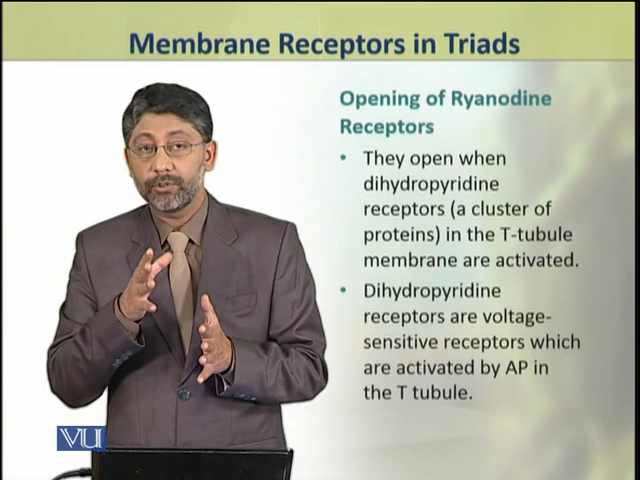 Membrane Receptors in Triads
Opening of Ryanodine
Receptors
• They open when
dihydropyridine
receptors (a cluster of
proteins) in the T-tubule
membrane are activated.
• Dihydropyridine
receptors are voltage-
sensitive receptors which
are activated by AP in
the T tubule.
VU